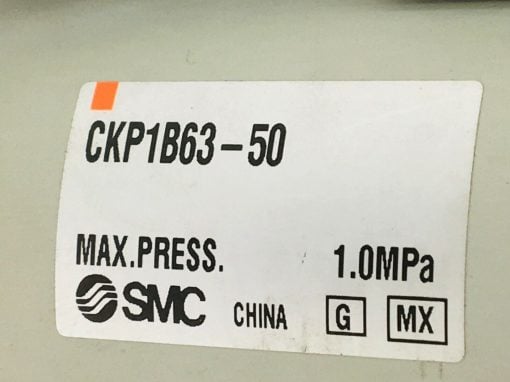 CKP1B63-50
MAX.PRESS. 1.0MPa
SMC CHINA G MX